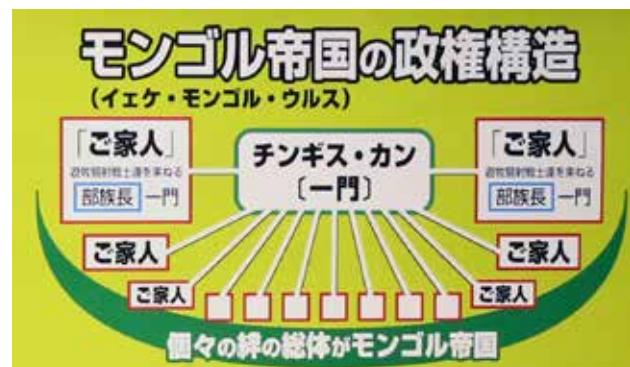 モンゴル帝国の政権構造
(イェケ・モンゴル・ウルス)
「ご家人」
遊牧騎射戦士達を束ねる
部族長 一門
チンギス・カン
〔一門〕
「ご家人」
遊牧騎射戦士達を束ねる
部族長 一門
ご家人
ご家人
ご家人
ご家人
個々の絆の総体がモンゴル帝国